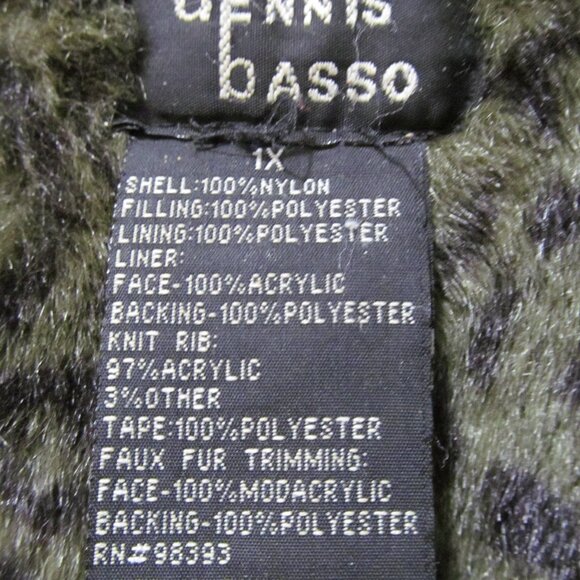 dENNIS
bASSO
1X
SHELL:100%NYLON
FILLING:100%POLYESTER
LINING:100%POLYESTER
LINER:
FACE-100%ACRYLIC
BACKING-100%POLYESTER
KNIT RIB:
97%ACRYLIC
3%OTHER
TAPE:100%POLYESTER
FAUX FUR TRIMMING:
FACE-100%MODACRYLIC
BACKING-100%POLYESTER
RN#98393